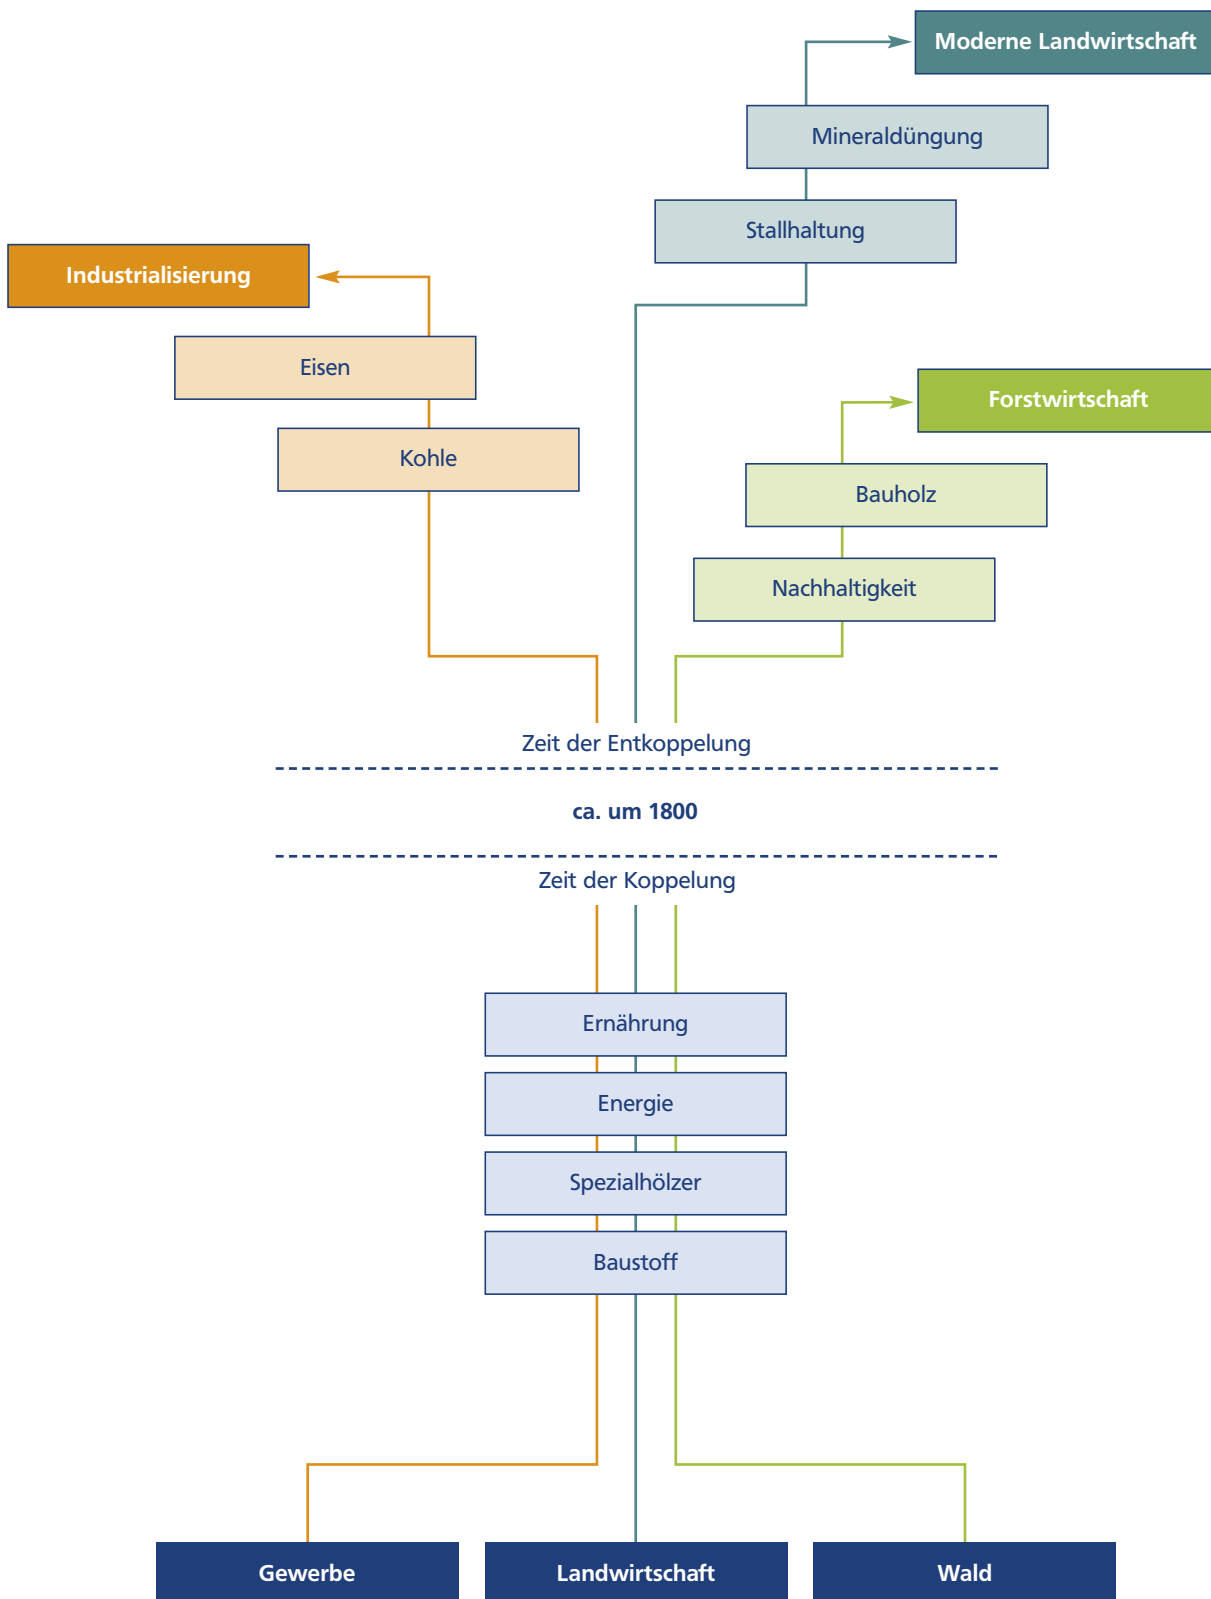 Moderne Landwirtschaft
Mineraldüngung
Stallhaltung
Industrialisierung
Eisen
Forstwirtschaft
Kohle
Bauholz
Nachhaltigkeit
Zeit der Entkoppelung
ca. um 1800
Zeit der Koppelung
Ernährung
Energie
Spezialhölzer
Baustoff
Gewerbe
Landwirtschaft
Wald